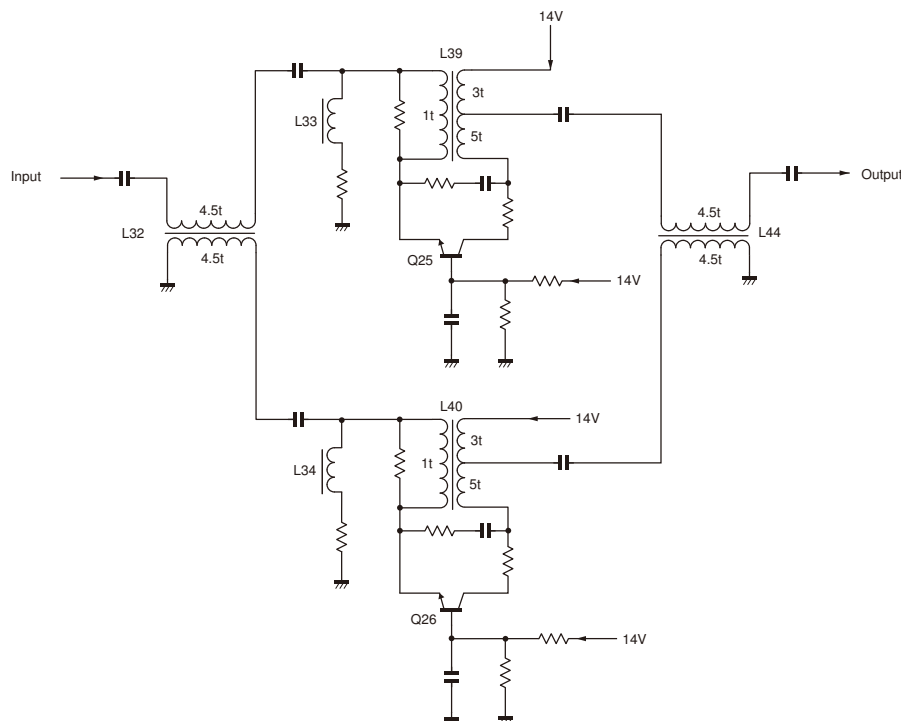 14V
L39
3t
L33
1t
5t
Input
Output
4.5t
4.5t
L32
L44
4.5t
4.5t
Q25
14V
L40
14V
3t
L34
1t
5t
Q26
14V